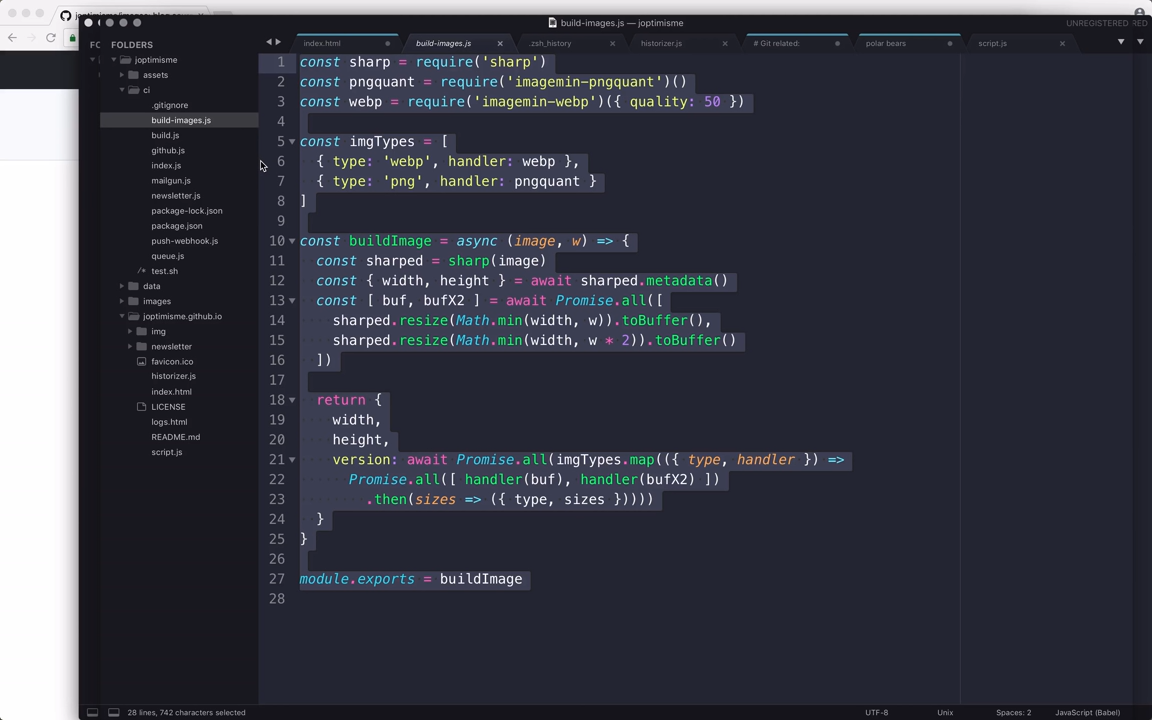 build-images.js — joptimisme
UNREGISTERED RED
FC FOLDERS
index.html
build-images.js
.zsh_history
historizer.js
# Git related:
polar bears
script.js
joptimisme
assets
ci
.gitignore
build-images.js
build.js
github.js
index.js
mailgun.js
newsletter.js
package-lock.json
package.json
push-webhook.js
queue.js
/* test.sh
data
images
joptimisme.github.io
img
newsletter
favicon.ico
historizer.js
index.html
LICENSE
logs.html
README.md
script.js
1 const sharp = require('sharp')
2 const pngquant = require('imagemin-pngquant')()
3 const webp = require('imagemin-webp')({ quality: 50 })
4
5 const imgTypes = [
6 { type: 'webp', handler: webp },
7 { type: 'png', handler: pngquant }
8 ]
9
10 const buildImage = async (image, w) => {
11 const sharped = sharp(image)
12 const { width, height } = await sharped.metadata()
13 const [ buf, bufX2 ] = await Promise.all([
14 sharped.resize(Math.min(width, w)).toBuffer(),
15 sharped.resize(Math.min(width, w * 2)).toBuffer()
16 ])
17
18 return {
19 width,
20 height,
21 version: await Promise.all(imgTypes.map(({ type, handler }) =>
22 Promise.all([ handler(buf), handler(bufX2) ])
23 .then(sizes => ({ type, sizes }))))
24 }
25 }
26
27 module.exports = buildImage
28
28 lines, 742 characters selected
UTF-8
Unix
Spaces: 2
JavaScript (Babel)